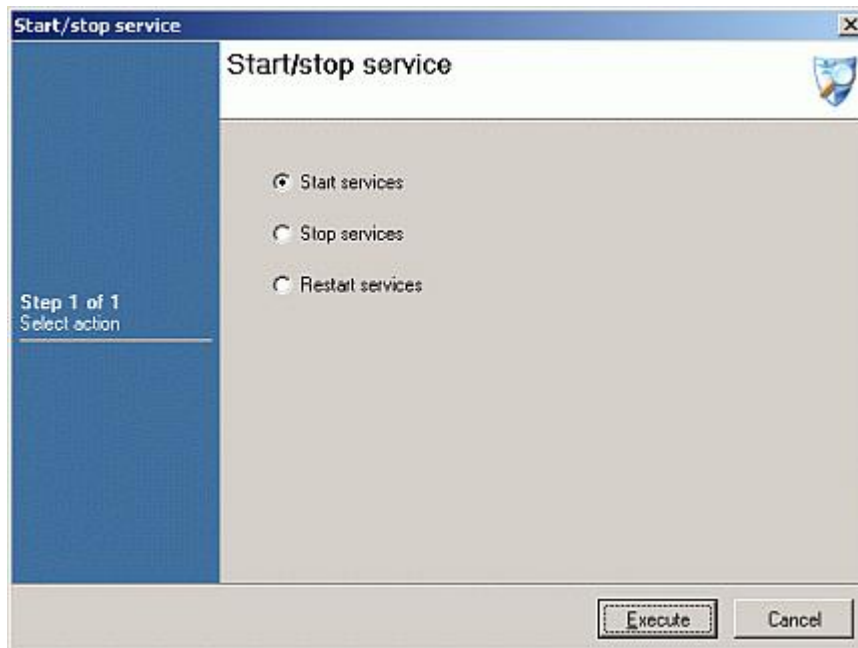 Start/stop service
Start/stop service
Start services
Stop services
Restart services
Step 1 of 1
Select action
Execute
Cancel